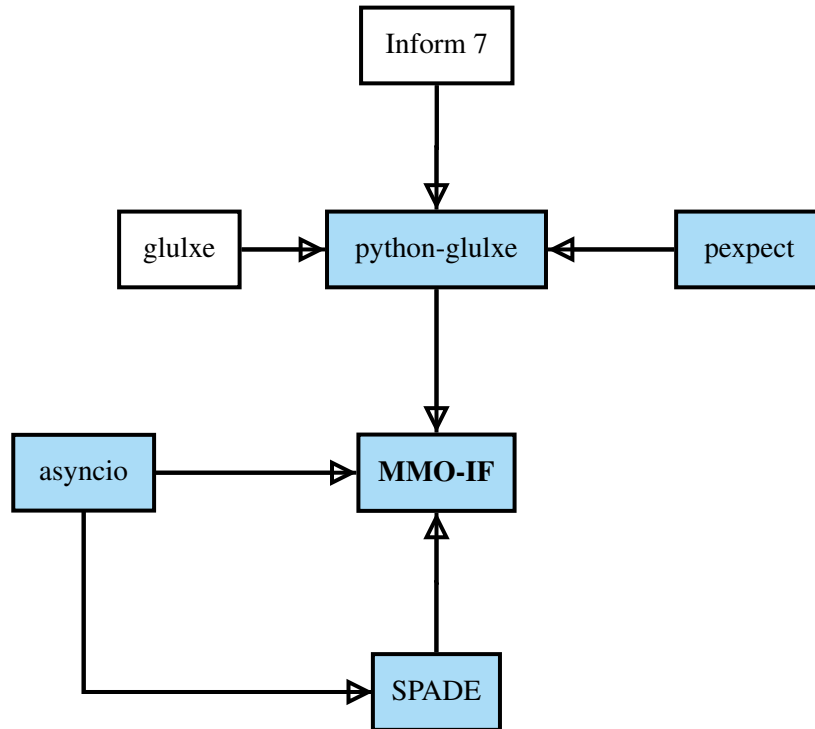 Inform 7
glulxe
python-glulxe
pexpect
asyncio
MMO-IF
SPADE